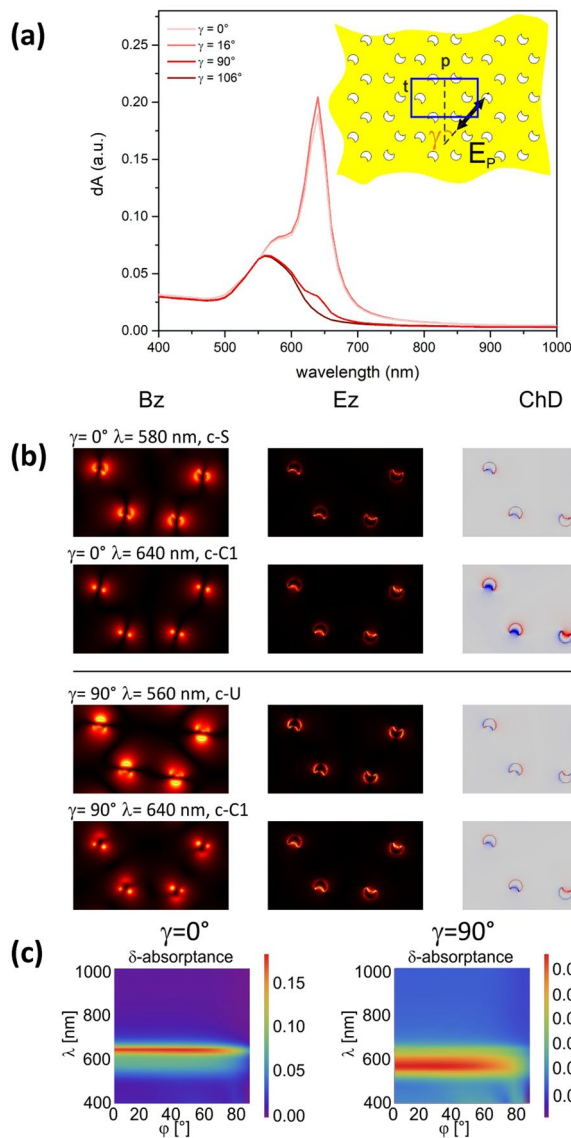 (a)
γ = 0°
γ = 16°
γ = 90°
γ = 106°
p
t
γ
E_P
dA (a.u.)
0.25
0.20
0.15
0.10
0.05
0.00
400 500 600 700 800 900 1000
wavelength (nm)
Bz Ez ChD
(b)
γ= 0° λ= 580 nm, c-S
γ= 0° λ= 640 nm, c-C1
γ= 90° λ= 560 nm, c-U
γ= 90° λ= 640 nm, c-C1
(c)
γ=0° γ=90°
δ-absorptance δ-absorptance
λ [nm]
1000
800
600
400
0 20 40 60 80
φ [°]
0.15
0.10
0.05
0.00
λ [nm]
1000
800
600
400
0 20 40 60 80
φ [°]